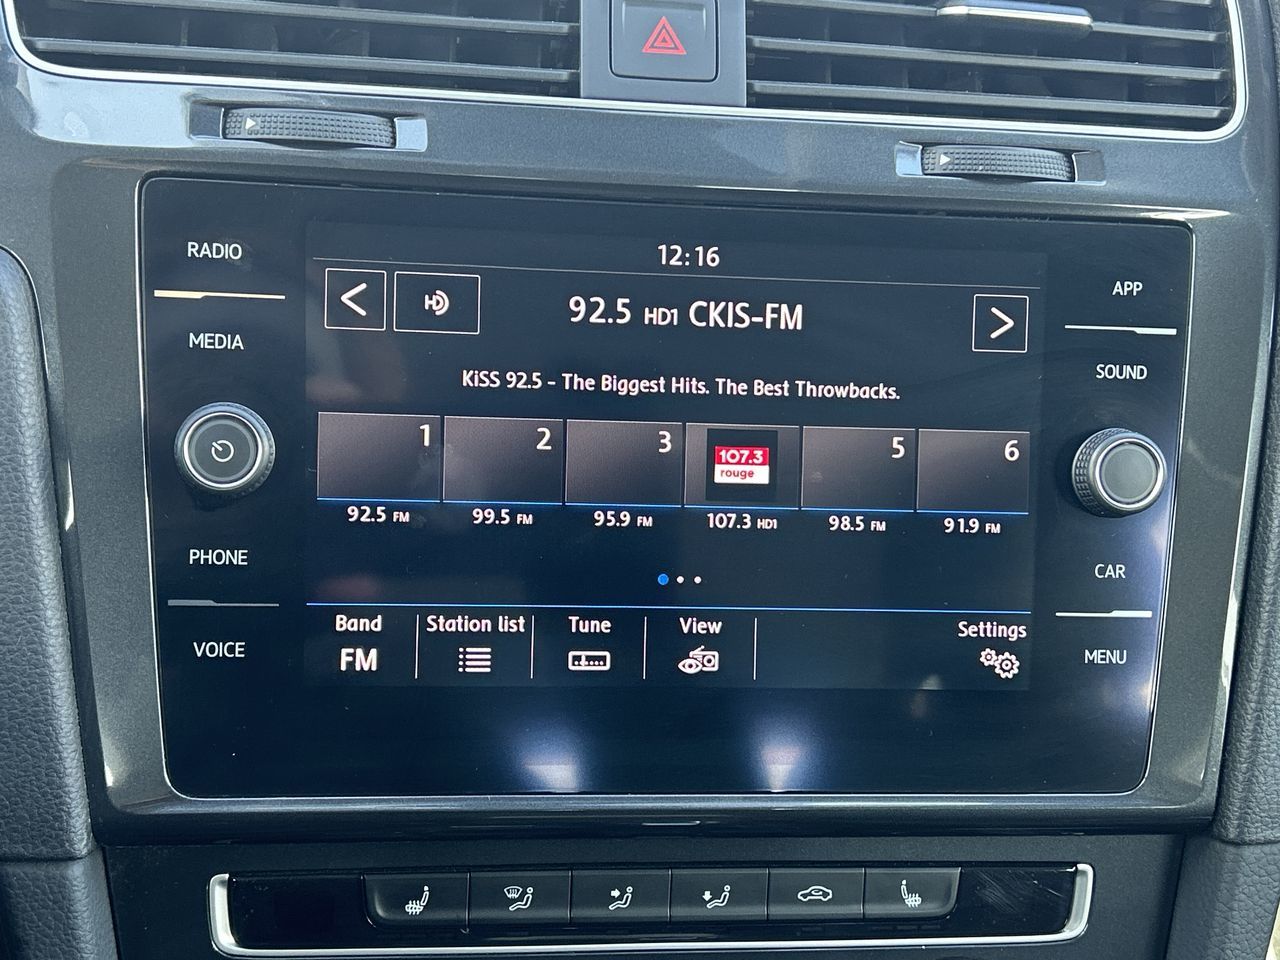 RADIO
MEDIA
PHONE
VOICE
12:16
HD
92.5 HD1 CKIS-FM
KiSS 92.5 - The Biggest Hits. The Best Throwbacks.
1
2
3
107.3
rouge
5
6
92.5 FM
99.5 FM
95.9 FM
107.3 HD1
98.5 FM
91.9 FM
Band
FM
Station list
Tune
View
Settings
APP
SOUND
CAR
MENU